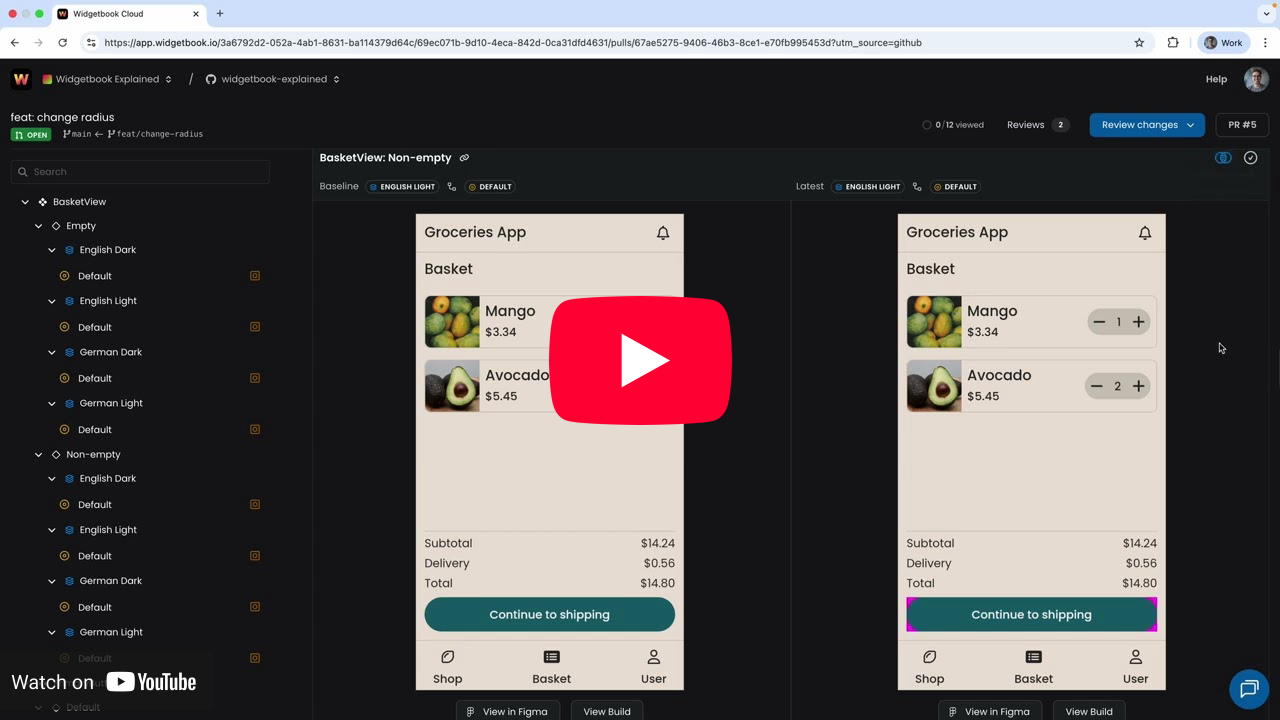 Widgetbook Cloud
https://app.widgetbook.io/3a6792d2-052a-4ab1-8631-ba114379d64c/69ec071b-9d10-4eca-842d-0ca31dfd4631/pulls/67ae5275-9406-46b3-8ce1-e70fb995453d?utm_source=github
Work
Widgetbook Explained / widgetbook-explained
Help
feat: change radius
OPEN main ← feat/change-radius
0/12 viewed
Reviews 2
Review changes
PR #5
Search
BasketView
Empty
English Dark
Default
English Light
Default
German Dark
Default
German Light
Default
Non-empty
English Dark
Default
English Light
Default
German Dark
Default
German Light
Default
Default
Watch on YouTube
BasketView: Non-empty
Baseline ENGLISH LIGHT DEFAULT
Groceries App
Basket
Mango
$3.34
Avocado
$5.45
Subtotal $14.24
Delivery $0.56
Total $14.80
Continue to shipping
Shop Basket User
View in Figma View Build
Latest ENGLISH LIGHT DEFAULT
Groceries App
Basket
Mango
$3.34
1
Avocado
$5.45
2
Subtotal $14.24
Delivery $0.56
Total $14.80
Continue to shipping
Shop Basket User
View in Figma View Build